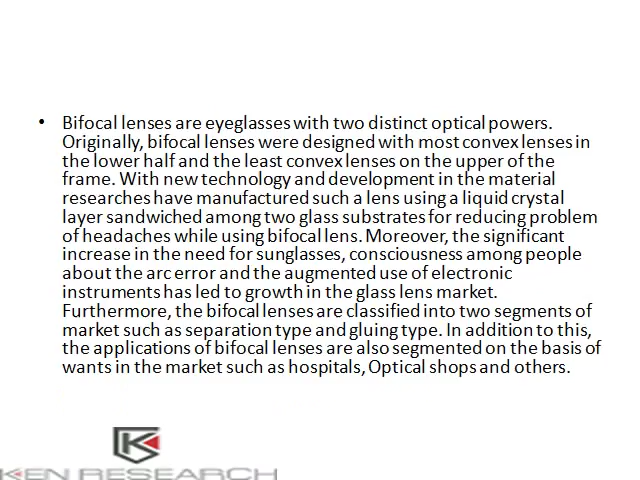 • Bifocal lenses are eyeglasses with two distinct optical powers.
Originally, bifocal lenses were designed with most convex lenses in
the lower half and the least convex lenses on the upper of the
frame. With new technology and development in the material
researches have manufactured such a lens using a liquid crystal
layer sandwiched among two glass substrates for reducing problem
of headaches while using bifocal lens. Moreover, the significant
increase in the need for sunglasses, consciousness among people
about the arc error and the augmented use of electronic
instruments has led to growth in the glass lens market.
Furthermore, the bifocal lenses are classified into two segments of
market such as separation type and gluing type. In addition to this,
the applications of bifocal lenses are also segmented on the basis of
wants in the market such as hospitals, Optical shops and others.
K
KEN RESEARCH